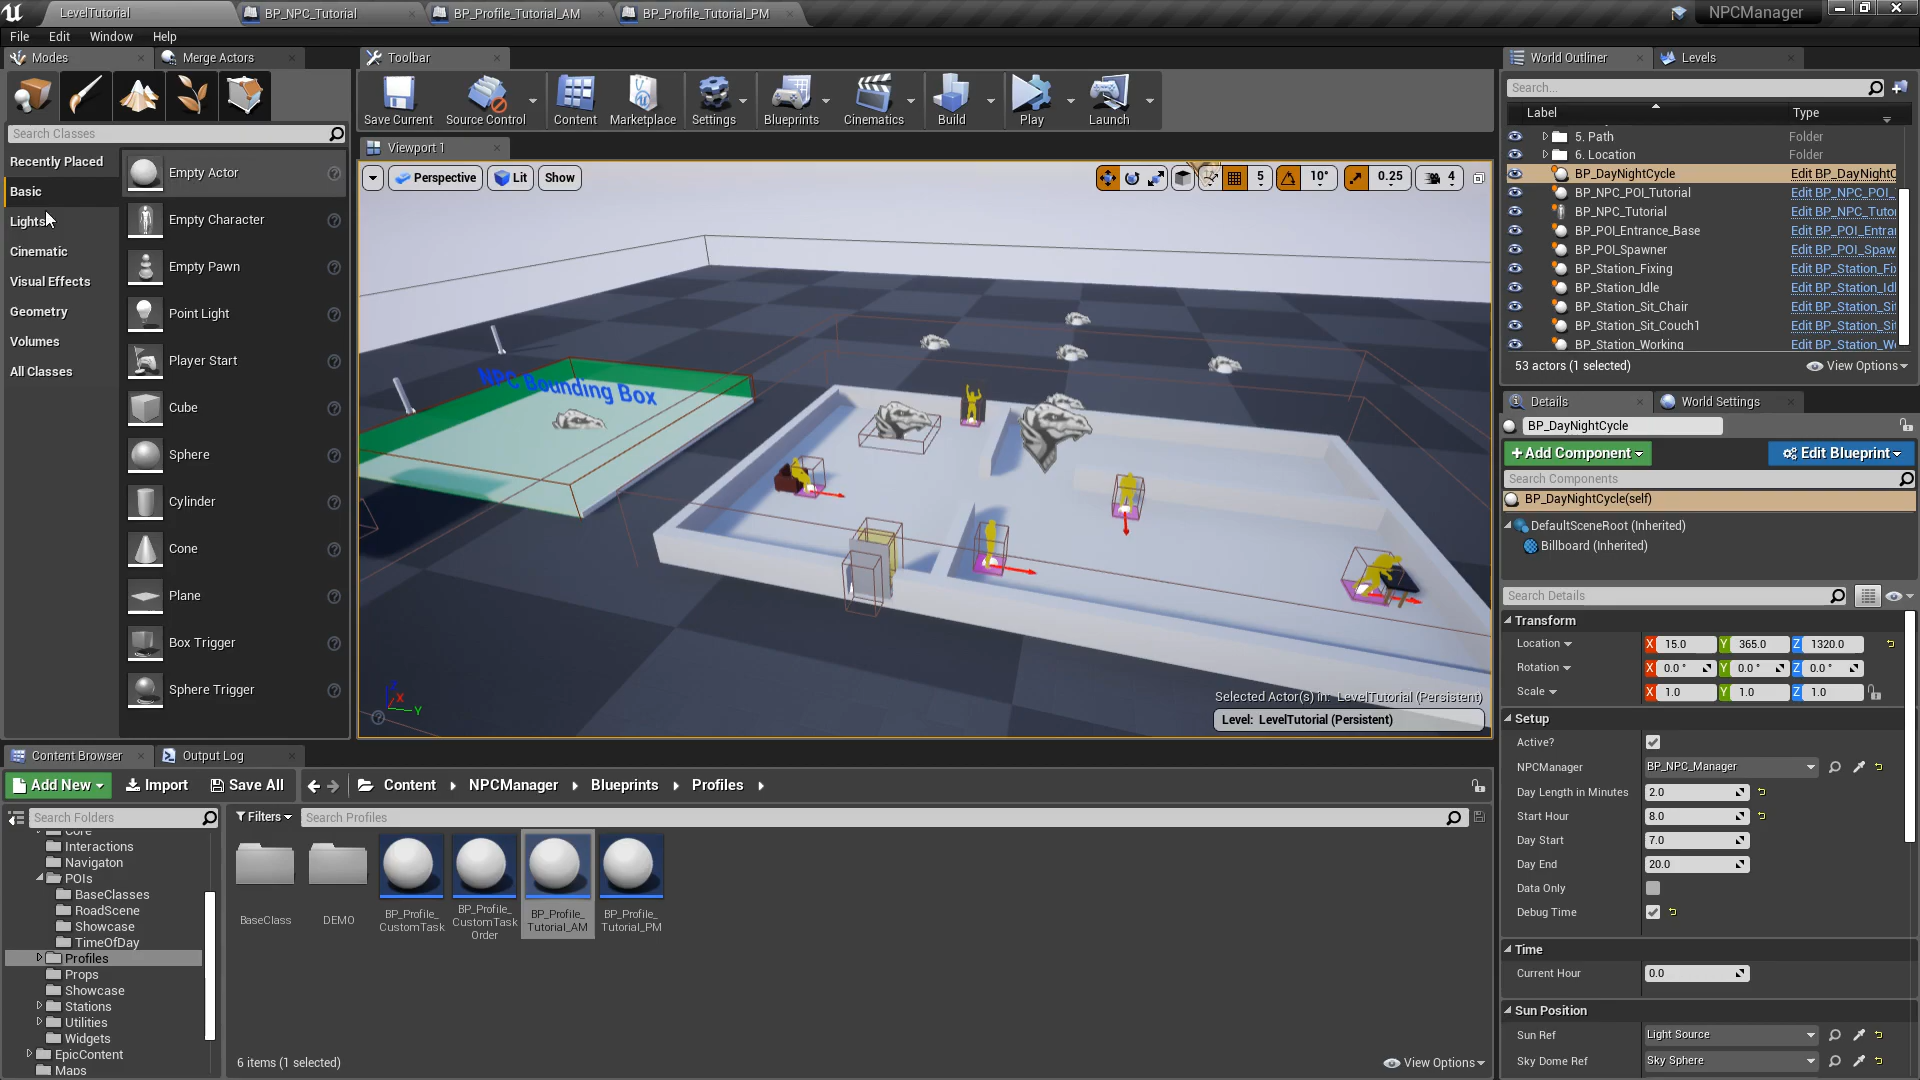 LevelTutorial
BP_NPC_Tutorial
BP_Profile_Tutorial_AM
BP_Profile_Tutorial_PM
NPCManager
File Edit Window Help
Modes
Merge Actors
Search Classes
Recently Placed
Basic
Lights
Cinematic
Visual Effects
Geometry
Volumes
All Classes
Empty Actor
Empty Character
Empty Pawn
Point Light
Player Start
Cube
Sphere
Cylinder
Cone
Plane
Box Trigger
Sphere Trigger
Toolbar
Save Current
Source Control
Content
Marketplace
Settings
Blueprints
Cinematics
Build
Play
Launch
Viewport 1
Perspective
Lit
Show
5
10°
0.25
4
NPC Bounding Box
X
Y
Selected Actor(s) in: LevelTutorial (Persistent)
Level: LevelTutorial (Persistent)
World Outliner
Levels
Search...
Label Type
5. Path Folder
6. Location Folder
BP_DayNightCycle Edit BP_DayNightC
BP_NPC_POI_Tutorial Edit BP_NPC_POI_
BP_NPC_Tutorial Edit BP_NPC_Tutor
BP_POI_Entrance_Base Edit BP_POI_Entra
BP_POI_Spawner Edit BP_POI_Spaw
BP_Station_Fixing Edit BP_Station_Fi
BP_Station_Idle Edit BP_Station_Idl
BP_Station_Sit_Chair Edit BP_Station_Sit
BP_Station_Sit_Couch1 Edit BP_Station_Sit
BP_Station_Working Edit BP_Station_W
53 actors (1 selected)
View Options
Details
World Settings
BP_DayNightCycle
Add Component
Edit Blueprint
Search Components
BP_DayNightCycle(self)
DefaultSceneRoot (Inherited)
Billboard (Inherited)
Search Details
Transform
Location X 15.0 Y 365.0 Z 1320.0
Rotation X 0.0 ° Y 0.0 ° Z 0.0 °
Scale X 1.0 Y 1.0 Z 1.0
Setup
Active?
NPCManager BP_NPC_Manager
Day Length in Minutes 2.0
Start Hour 8.0
Day Start 7.0
Day End 20.0
Data Only
Debug Time
Time
Current Hour 0.0
Sun Position
Sun Ref Light Source
Sky Dome Ref Sky Sphere
Content Browser
Output Log
Add New
Import
Save All
Content NPCManager Blueprints Profiles
Search Folders
Filters
Search Profiles
Core
Interactions
Navigaton
POIs
BaseClasses
RoadScene
Showcase
TimeOfDay
Profiles
Props
Showcase
Stations
Utilities
Widgets
EpicContent
Maps
BaseClass
DEMO
BP_Profile_
CustomTask
BP_Profile_
CustomTask
Order
BP_Profile_
Tutorial_AM
BP_Profile_
Tutorial_PM
6 items (1 selected)
View Options